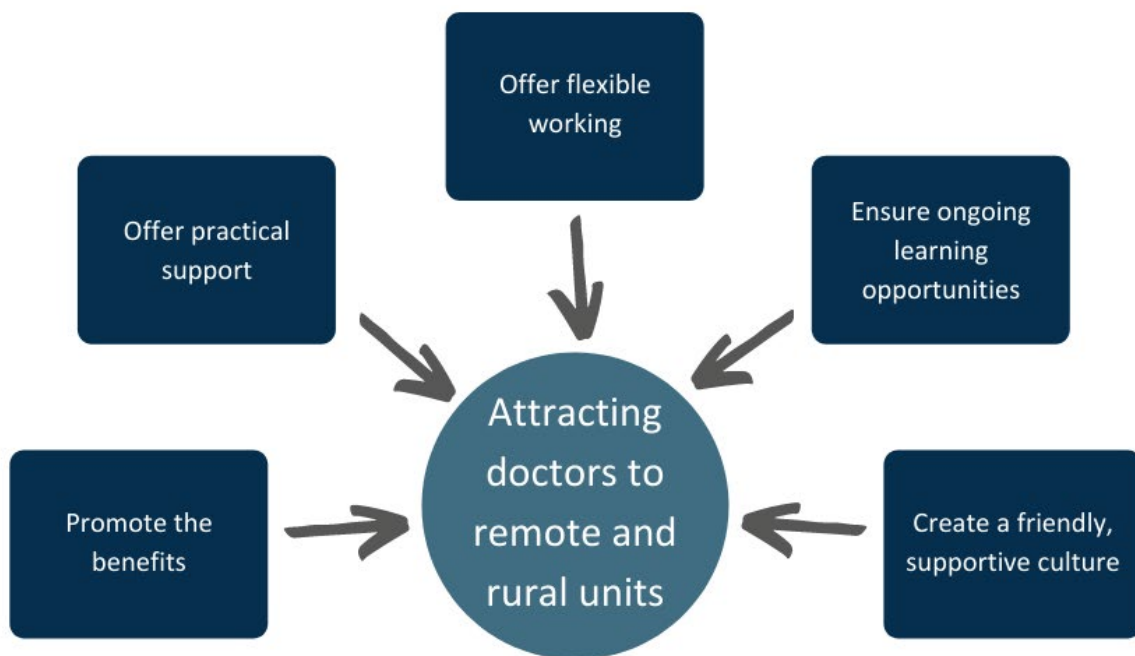 Offer flexible
working
Offer practical
support
Ensure ongoing
learning
opportunities
Attracting
doctors to
remote and
rural units
Promote the
benefits
Create a friendly,
supportive culture